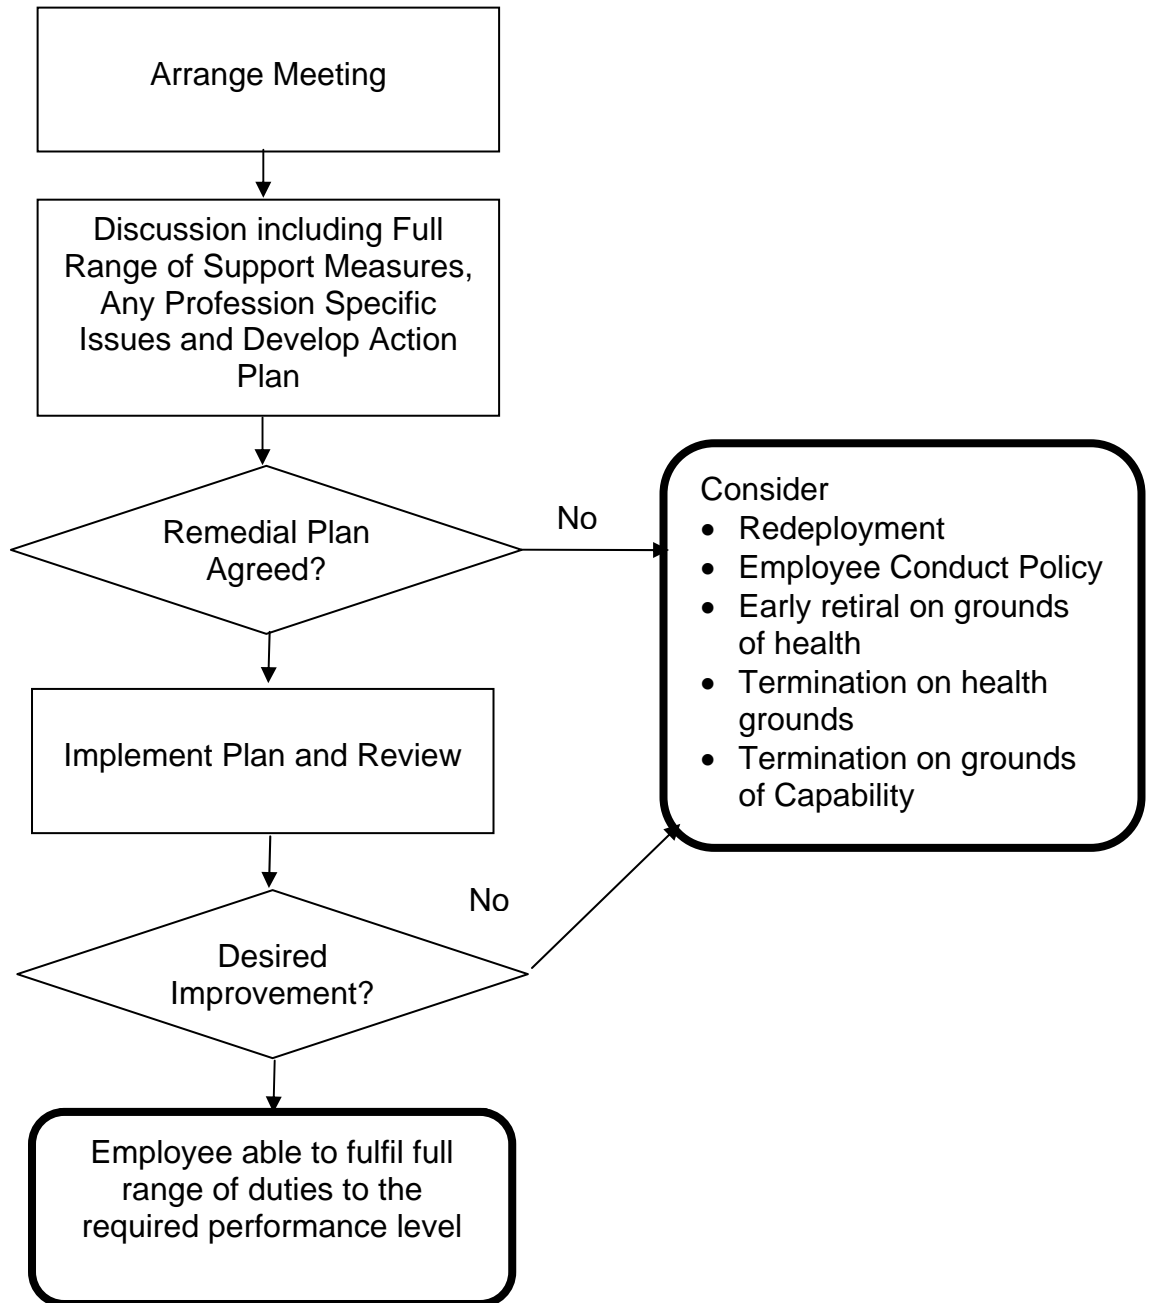 Arrange Meeting
Discussion including Full
Range of Support Measures,
Any Profession Specific
Issues and Develop Action
Plan
Remedial Plan
Agreed?
No
Consider
• Redeployment
• Employee Conduct Policy
• Early retiral on grounds
of health
• Termination on health
grounds
• Termination on grounds
of Capability
Implement Plan and Review
No
Desired
Improvement?
Employee able to fulfil full
range of duties to the
required performance level